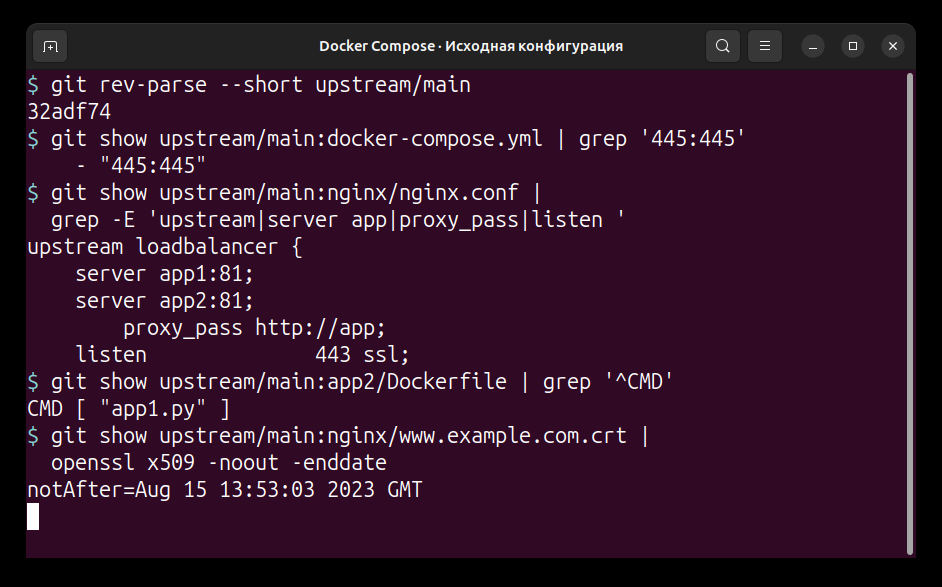 Docker Compose · Исходная конфигурация
$ git rev-parse --short upstream/main
32adf74
$ git show upstream/main:docker-compose.yml | grep '445:445'
    - "445:445"
$ git show upstream/main:nginx/nginx.conf |
  grep -E 'upstream|server app|proxy_pass|listen '
upstream loadbalancer {
    server app1:81;
    server app2:81;
        proxy_pass http://app;
    listen              443 ssl;
$ git show upstream/main:app2/Dockerfile | grep '^CMD'
CMD [ "app1.py" ]
$ git show upstream/main:nginx/www.example.com.crt |
  openssl x509 -noout -enddate
notAfter=Aug 15 13:53:03 2023 GMT